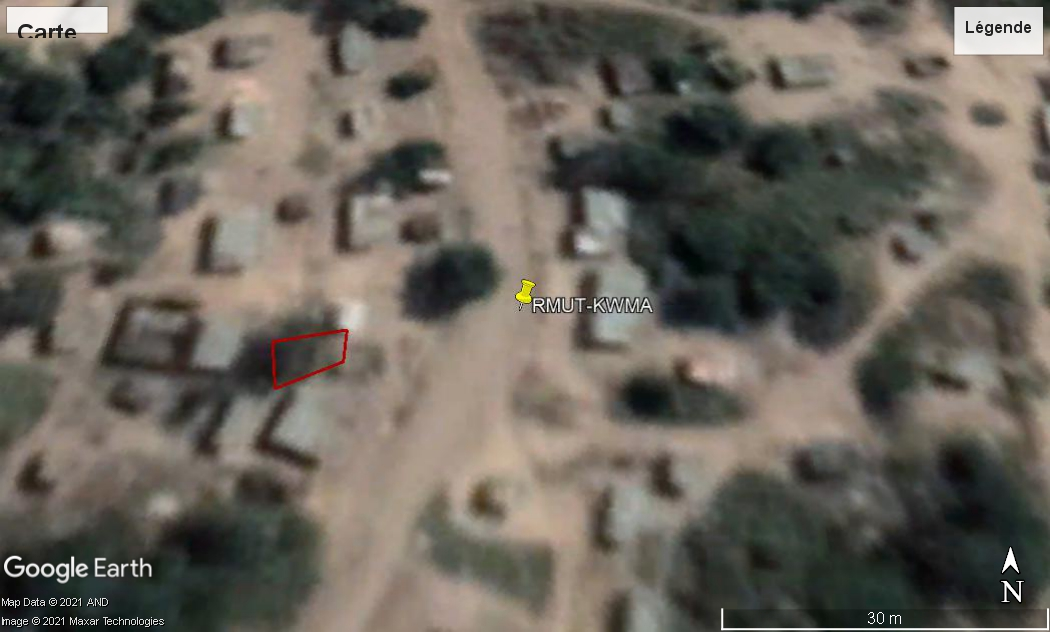 Carte
Légende
RMUT-KWMA
Google Earth
Map Data © 2021 AND
Image © 2021 Maxar Technologies
N
30 m